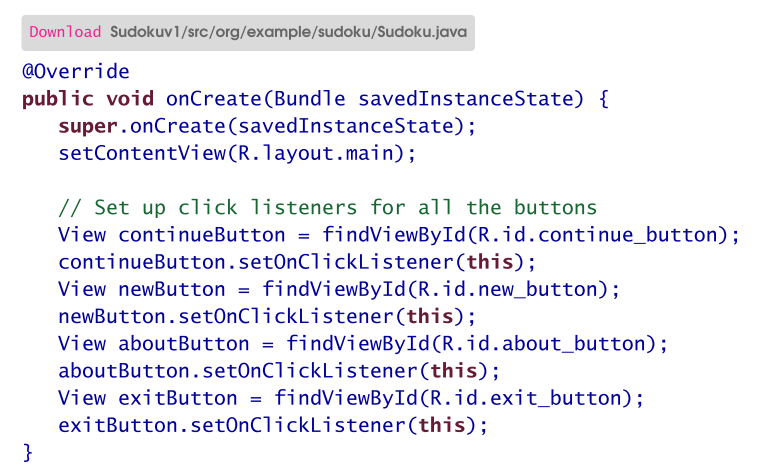 Download Sudokuv1/src/org/example/sudoku/Sudoku.java
@Override
public void onCreate(Bundle savedInstanceState) {
   super.onCreate(savedInstanceState);
   setContentView(R.layout.main);

   // Set up click listeners for all the buttons
   View continueButton = findViewById(R.id.continue_button);
   continueButton.setOnClickListener(this);
   View newButton = findViewById(R.id.new_button);
   newButton.setOnClickListener(this);
   View aboutButton = findViewById(R.id.about_button);
   aboutButton.setOnClickListener(this);
   View exitButton = findViewById(R.id.exit_button);
   exitButton.setOnClickListener(this);
}